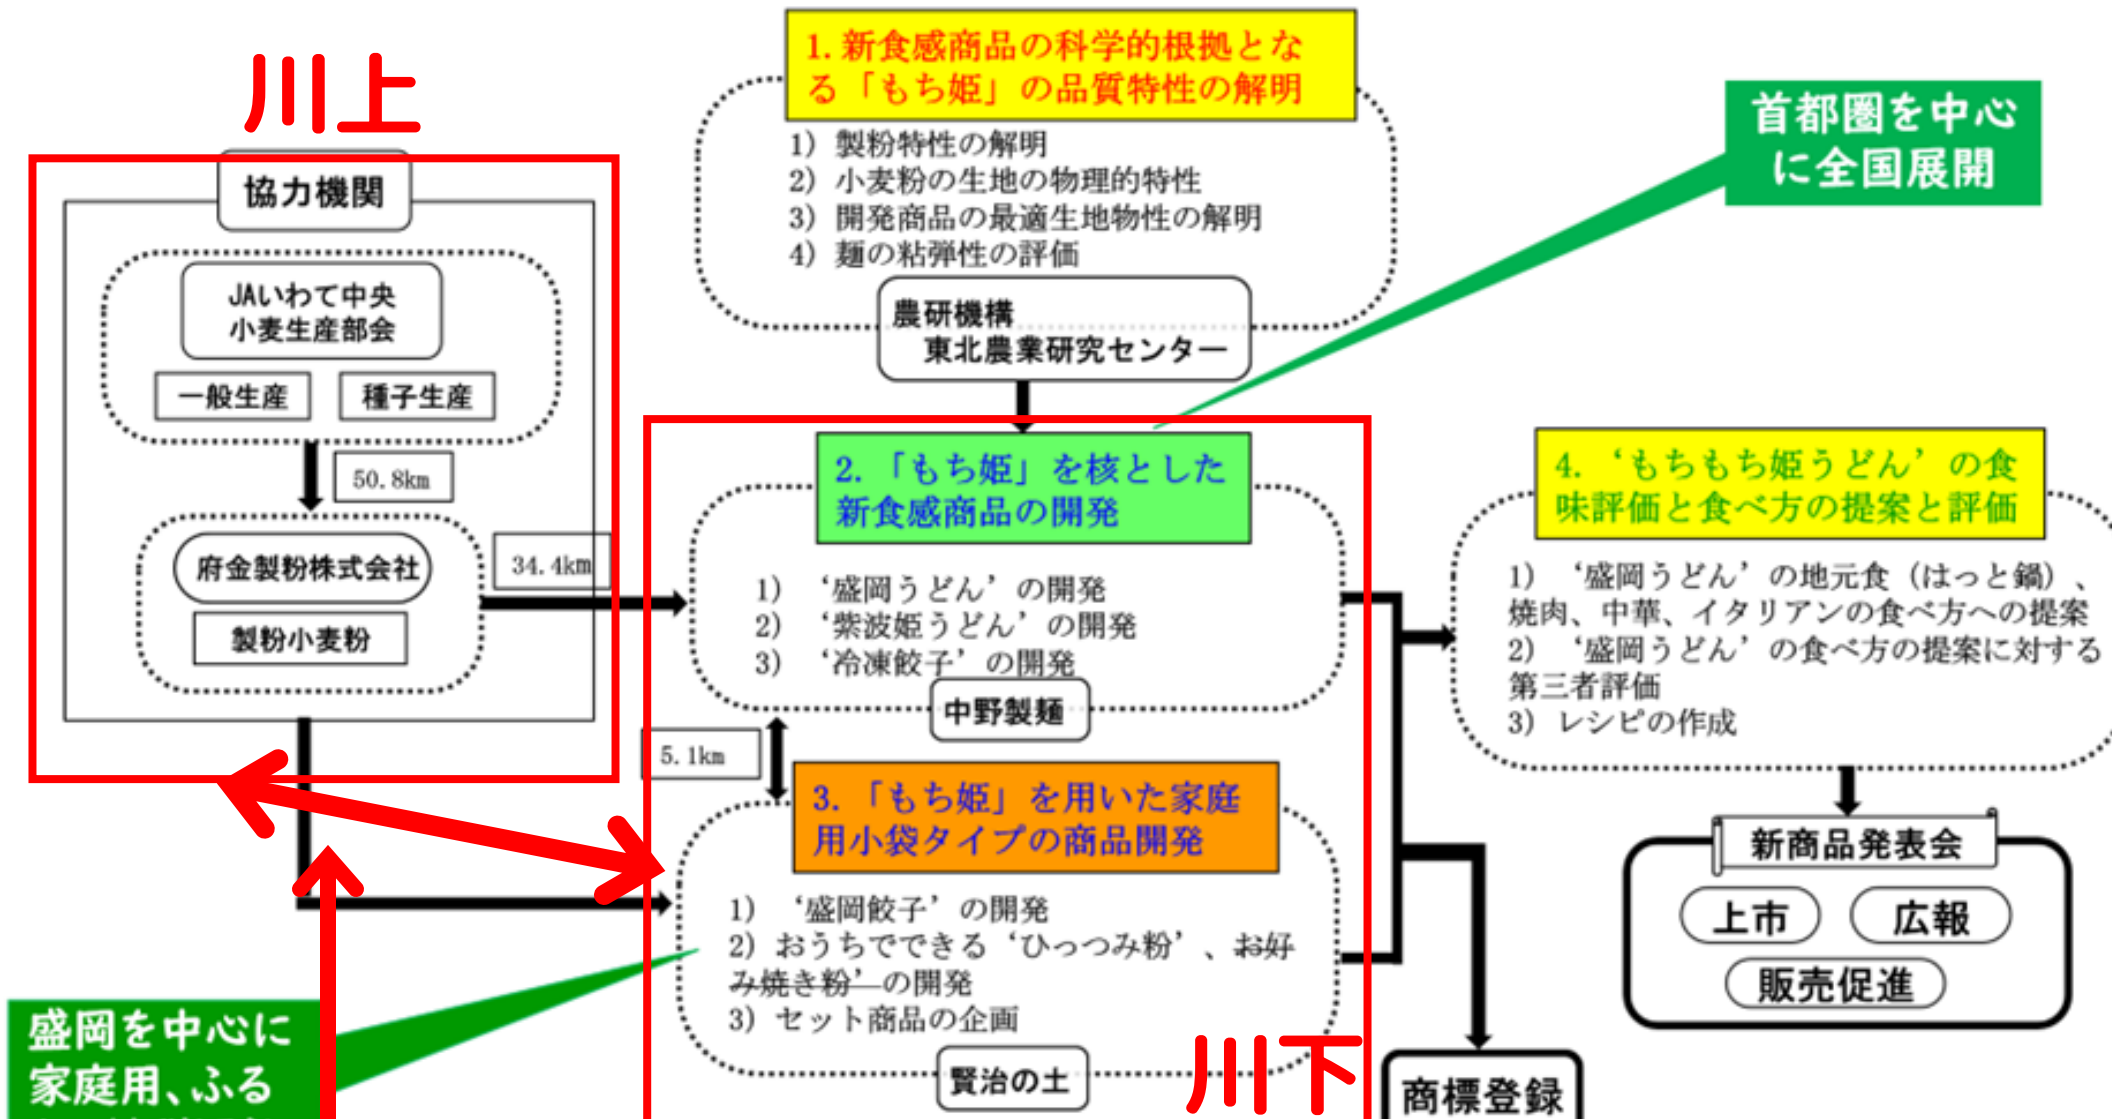 川上
協力機関
JAいわて中央
小麦生産部会
一般生産
種子生産
50.8km
府金製粉株式会社
製粉小麦粉
34.4km
1. 新食感商品の科学的根拠とな
る「もち姫」の品質特性の解明
1) 製粉特性の解明
2) 小麦粉の生地の物理的特性
3) 開発商品の最適生地物性の解明
4) 麺の粘弾性の評価
農研機構
東北農業研究センター
首都圏を中心
に全国展開
2. 「もち姫」を核とした
新食感商品の開発
1) ‘盛岡うどん’の開発
2) ‘紫波姫うどん’の開発
3) ‘冷凍餃子’の開発
中野製麺
5.1km
3. 「もち姫」を用いた家庭
用小袋タイプの商品開発
1) ‘盛岡餃子’の開発
2) おうちでできる‘ひっつみ粉’、お好
み焼き粉’の開発
3) セット商品の企画
賢治の土
川下
4. ‘もちもち姫うどん’の食
味評価と食べ方の提案と評価
1) ‘盛岡うどん’の地元食（はっと鍋）、
焼肉、中華、イタリアンの食べ方への提案
2) ‘盛岡うどん’の食べ方の提案に対する
第三者評価
3) レシピの作成
新商品発表会
上市
広報
販売促進
商標登録
盛岡を中心に
家庭用、ふる